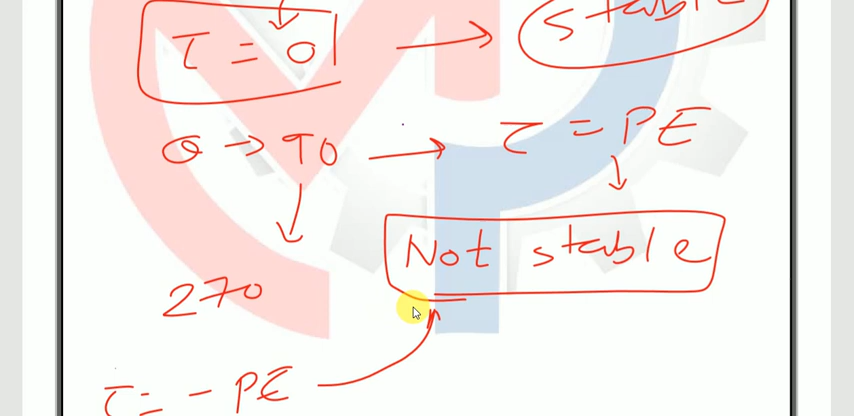 τ = 0 → stable
θ → 90 → τ = PE
Not stable
270
τ = - PE